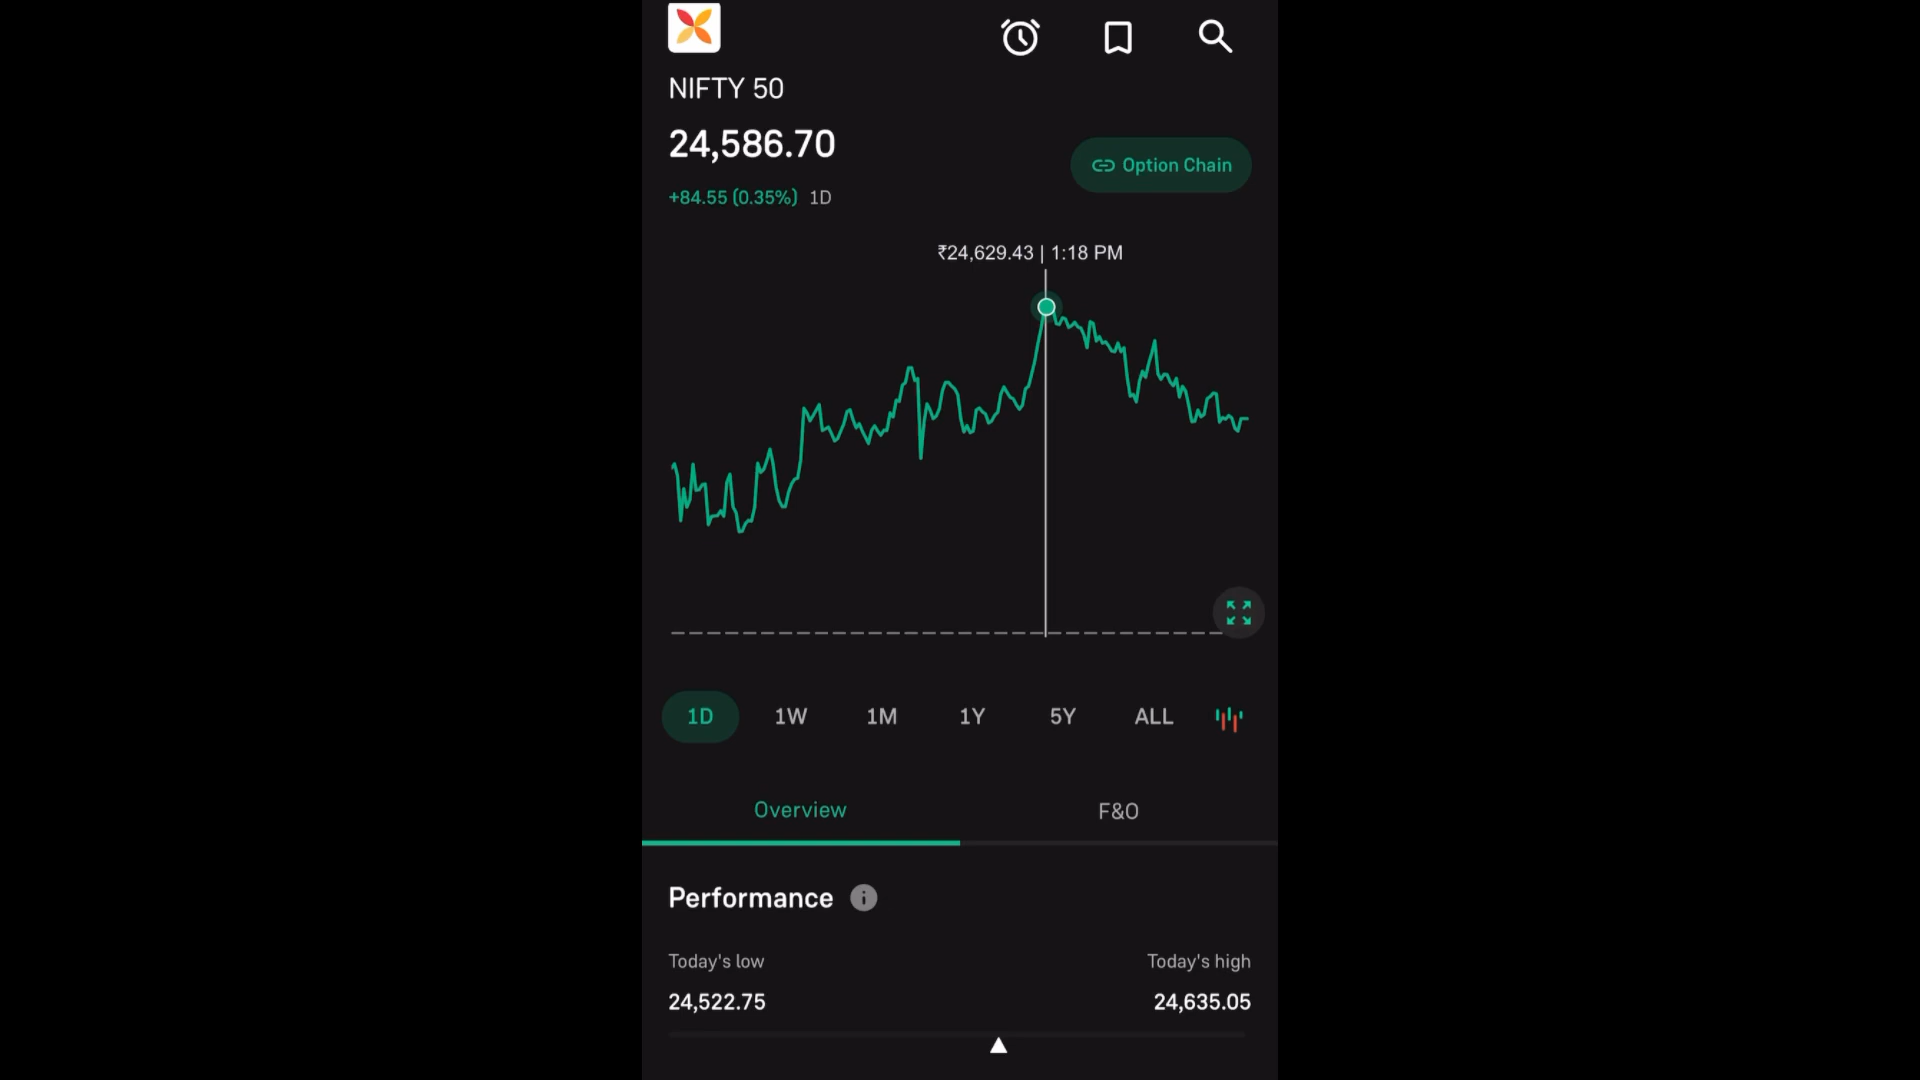 NIFTY 50
24,586.70
Option Chain
+84.55 (0.35%) 1D
₹24,629.43 | 1:18 PM
1D 1W 1M 1Y 5Y ALL
Overview F&O
Performance
Today's low Today's high
24,522.75 24,635.05